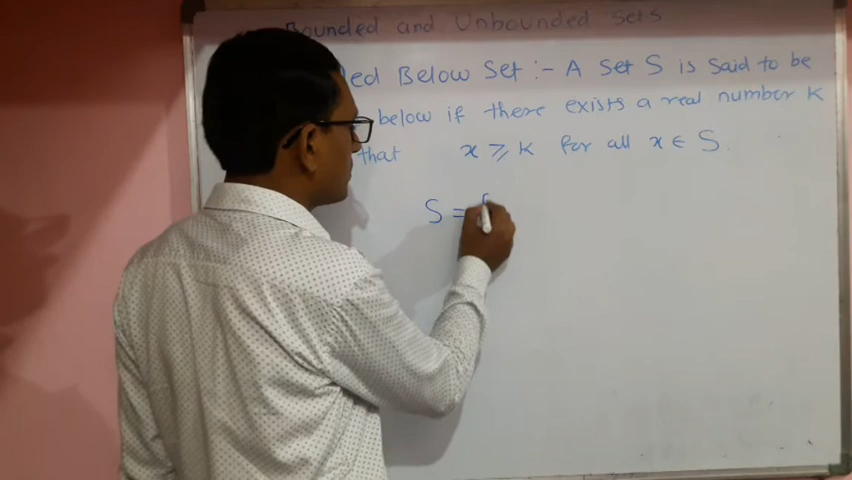 Bounded and Unbounded Sets
ed Below Set :- A Set S is said to be
below if there exists a real number K
that x ⩾ K for all x ∈ S.
S = {